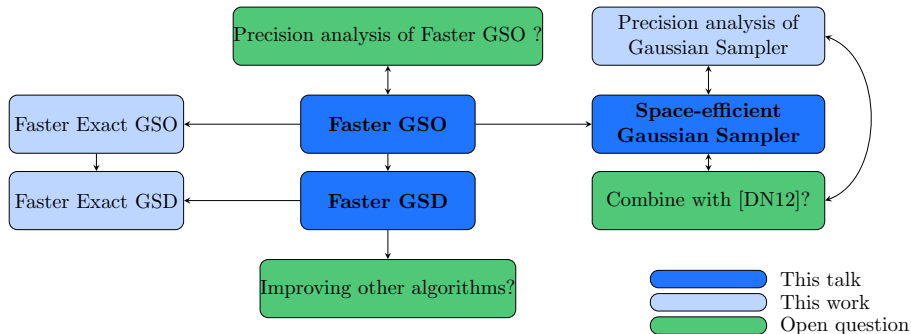 Precision analysis of Faster GSO ?
Precision analysis of
Gaussian Sampler
Faster Exact GSO
Faster GSO
Space-efficient
Gaussian Sampler
Faster Exact GSD
Faster GSD
Combine with [DN12]?
Improving other algorithms?
This talk
This work
Open question